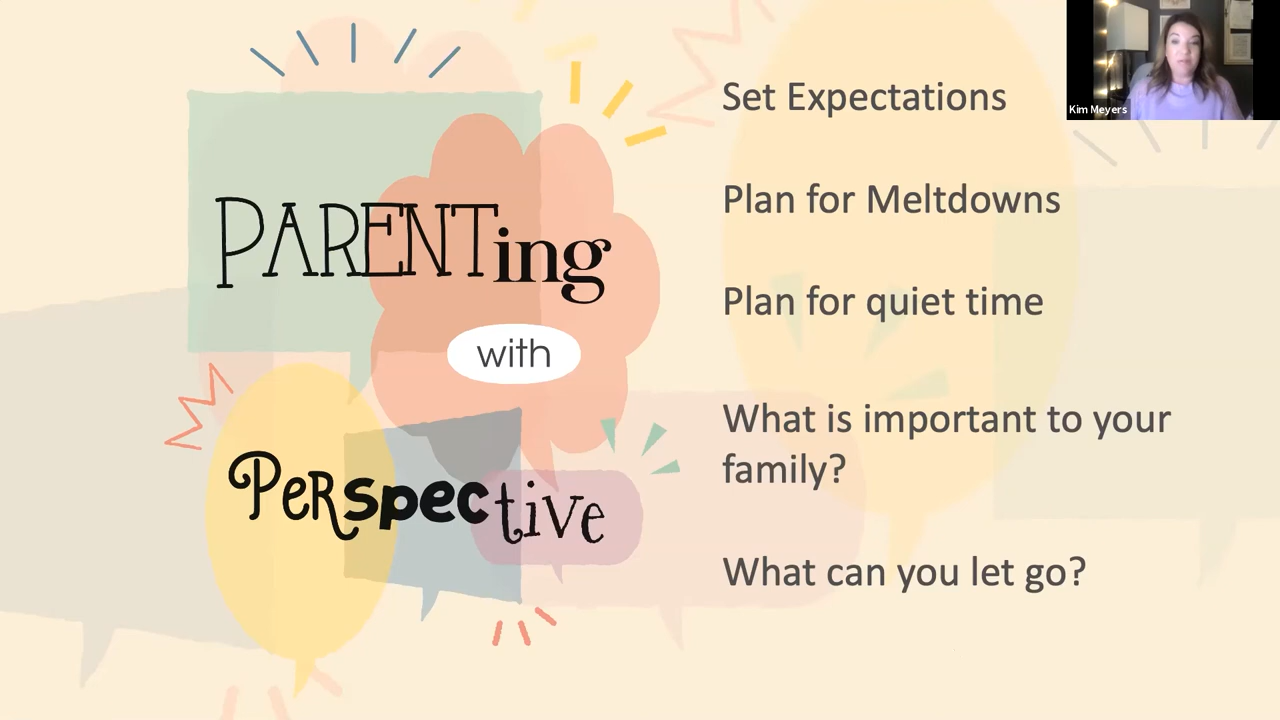 PARENTing
with
Perspective
Set Expectations
Plan for Meltdowns
Plan for quiet time
What is important to your
family?
What can you let go?
Kim Meyers